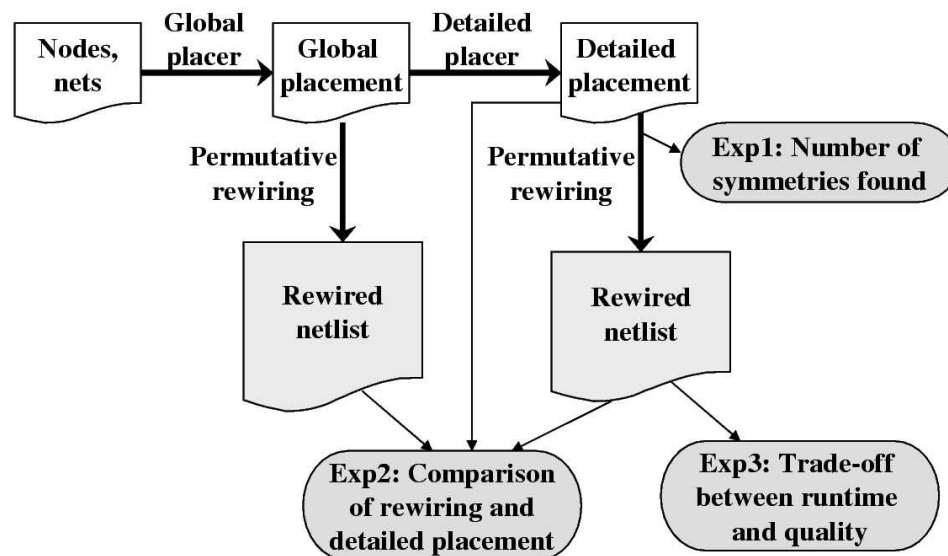 Nodes,
nets
Global
placer
Global
placement
Detailed
placer
Detailed
placement
Permutative
rewiring
Permutative
rewiring
Exp1: Number of
symmetries found
Rewired
netlist
Rewired
netlist
Exp2: Comparison
of rewiring and
detailed placement
Exp3: Trade-off
between runtime
and quality